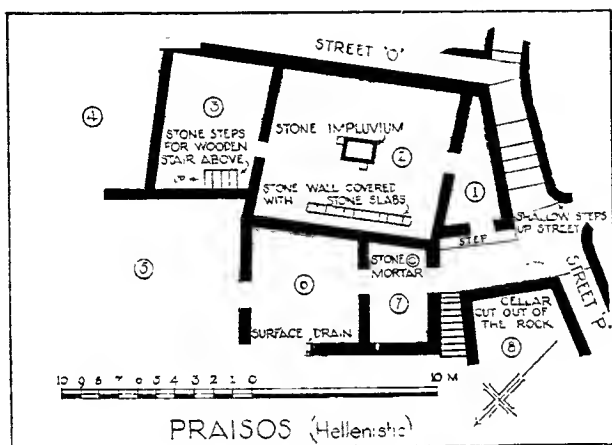 STREET 'O'
3
4
STONE STEPS
FOR WOODEN
STAIR ABOVE
UP
STONE IMPLUVIUM
2
1
STONE WALL COVERED
WITH STONE SLABS
SHALLOW STEPS
UP STREET
STEP
STONE
MORTAR
5
6
7
CELLAR
CUT OUT OF
THE ROCK
8
STREET 'P'.
SURFACE DRAIN
10 9 8 7 6 5 4 3 2 1 0 10 M
PRAISOS (Hellenistic)